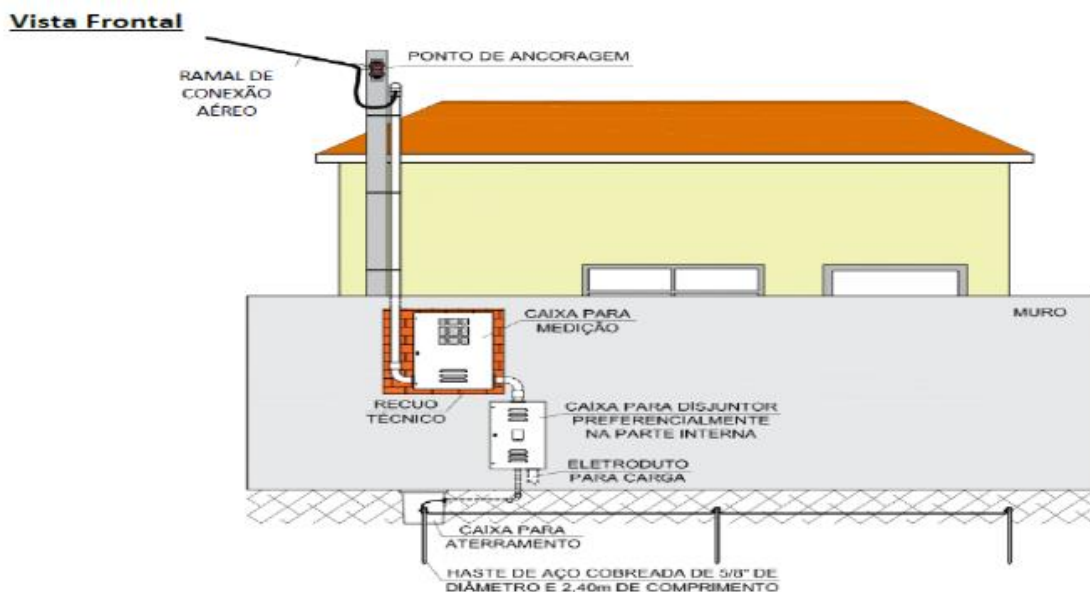 Vista Frontal
PONTO DE ANCORAGEM
RAMAL DE
CONEXÃO
AÉREO
MURO
CAIXA PARA
MEDIÇÃO
RECUO
TÉCNICO
CAIXA PARA DISJUNTOR
PREFERENCIALMENTE
NA PARTE INTERNA
ELETRODUTO
PARA CARGA
CAIXA PARA
ATERRAMENTO
HASTE DE AÇO COBREADA DE 5/8" DE
DIÂMETRO E 2,40m DE COMPRIMENTO